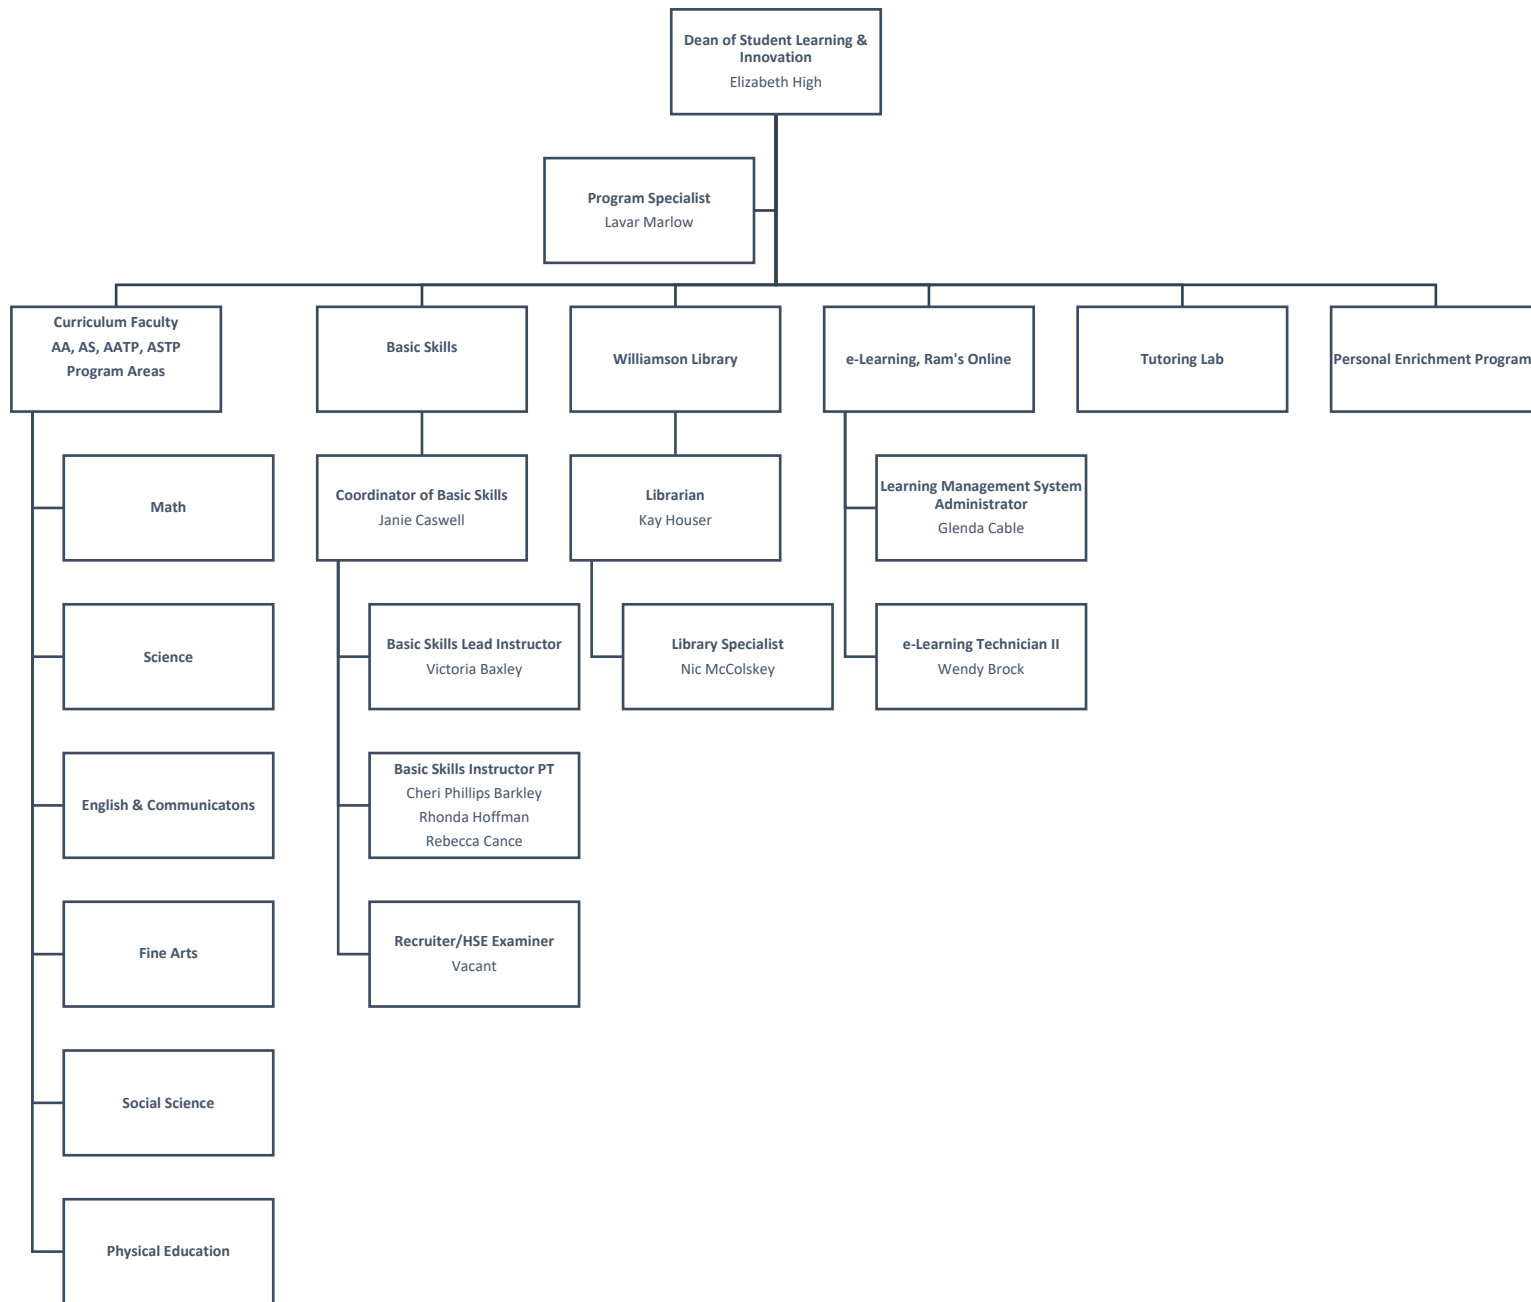 Dean of Student Learning &
Innovation
Elizabeth High
Program Specialist
Lavar Marlow
Curriculum Faculty
AA, AS, AATP, ASTP
Program Areas
Basic Skills
Williamson Library
e-Learning, Ram's Online
Tutoring Lab
Personal Enrichment Program
Math
Coordinator of Basic Skills
Janie Caswell
Librarian
Kay Houser
Learning Management System
Administrator
Glenda Cable
Science
Basic Skills Lead Instructor
Victoria Baxley
Library Specialist
Nic McColskey
e-Learning Technician II
Wendy Brock
English & Communicatons
Basic Skills Instructor PT
Cheri Phillips Barkley
Rhonda Hoffman
Rebecca Cance
Fine Arts
Recruiter/HSE Examiner
Vacant
Social Science
Physical Education